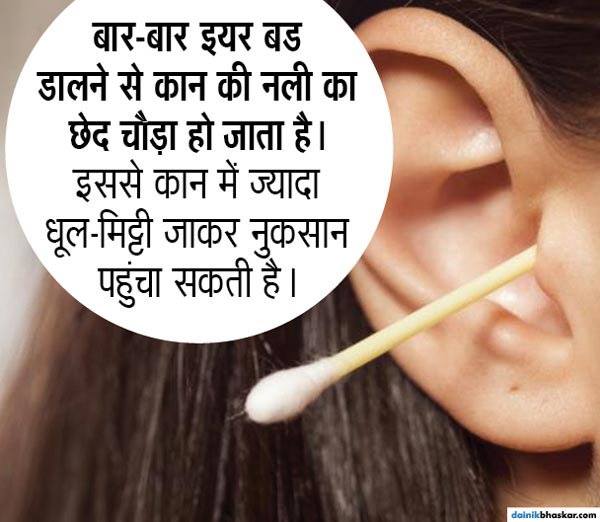 बार-बार इयर बड
डालने से कान की नली का
छेद चौड़ा हो जाता है।
इससे कान में ज्यादा
धूल-मिट्टी जाकर नुकसान
पहुंचा सकती है।
dainikbhaskar.com